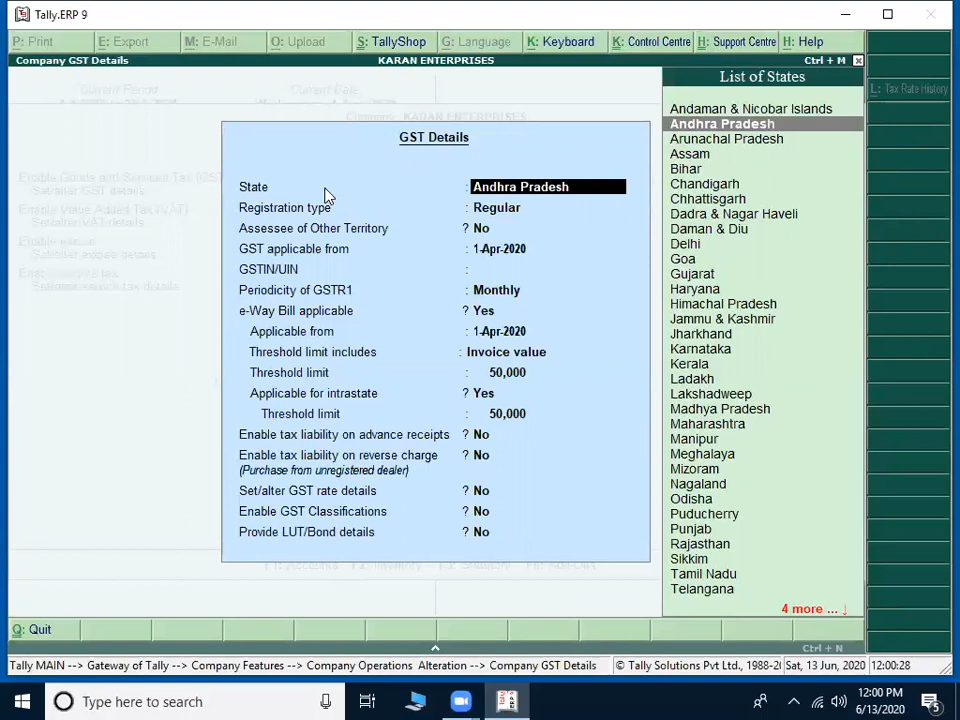 Tally.ERP 9
P: Print E: Export M: E-Mail O: Upload S: TallyShop G: Language K: Keyboard K: Control Centre H: Support Centre H: Help
Company GST Details KARAN ENTERPRISES Ctrl + M
List of States
L: Tax Rate History
Current Period Current Date
GST Details
State : Andhra Pradesh
Registration type : Regular
Assessee of Other Territory ? No
GST applicable from : 1-Apr-2020
GSTIN/UIN :
Periodicity of GSTR1 : Monthly
e-Way Bill applicable ? Yes
Applicable from : 1-Apr-2020
Threshold limit includes : Invoice value
Threshold limit : 50,000
Applicable for intrastate ? Yes
Threshold limit : 50,000
Enable tax liability on advance receipts ? No
Enable tax liability on reverse charge ? No
(Purchase from unregistered dealer)
Set/alter GST rate details ? No
Enable GST Classifications ? No
Provide LUT/Bond details ? No
Andaman & Nicobar Islands
Andhra Pradesh
Arunachal Pradesh
Assam
Bihar
Chandigarh
Chhattisgarh
Dadra & Nagar Haveli
Daman & Diu
Delhi
Goa
Gujarat
Haryana
Himachal Pradesh
Jammu & Kashmir
Jharkhand
Karnataka
Kerala
Ladakh
Lakshadweep
Madhya Pradesh
Maharashtra
Manipur
Meghalaya
Mizoram
Nagaland
Odisha
Puducherry
Punjab
Rajasthan
Sikkim
Tamil Nadu
Telangana
4 more ... ↓
Q: Quit
Ctrl + N
Tally MAIN --> Gateway of Tally --> Company Features --> Company Operations Alteration --> Company GST Details © Tally Solutions Pvt Ltd., 1988-2 Sat, 13 Jun, 2020 12:00:28
Type here to search
12:00 PM
6/13/2020
5